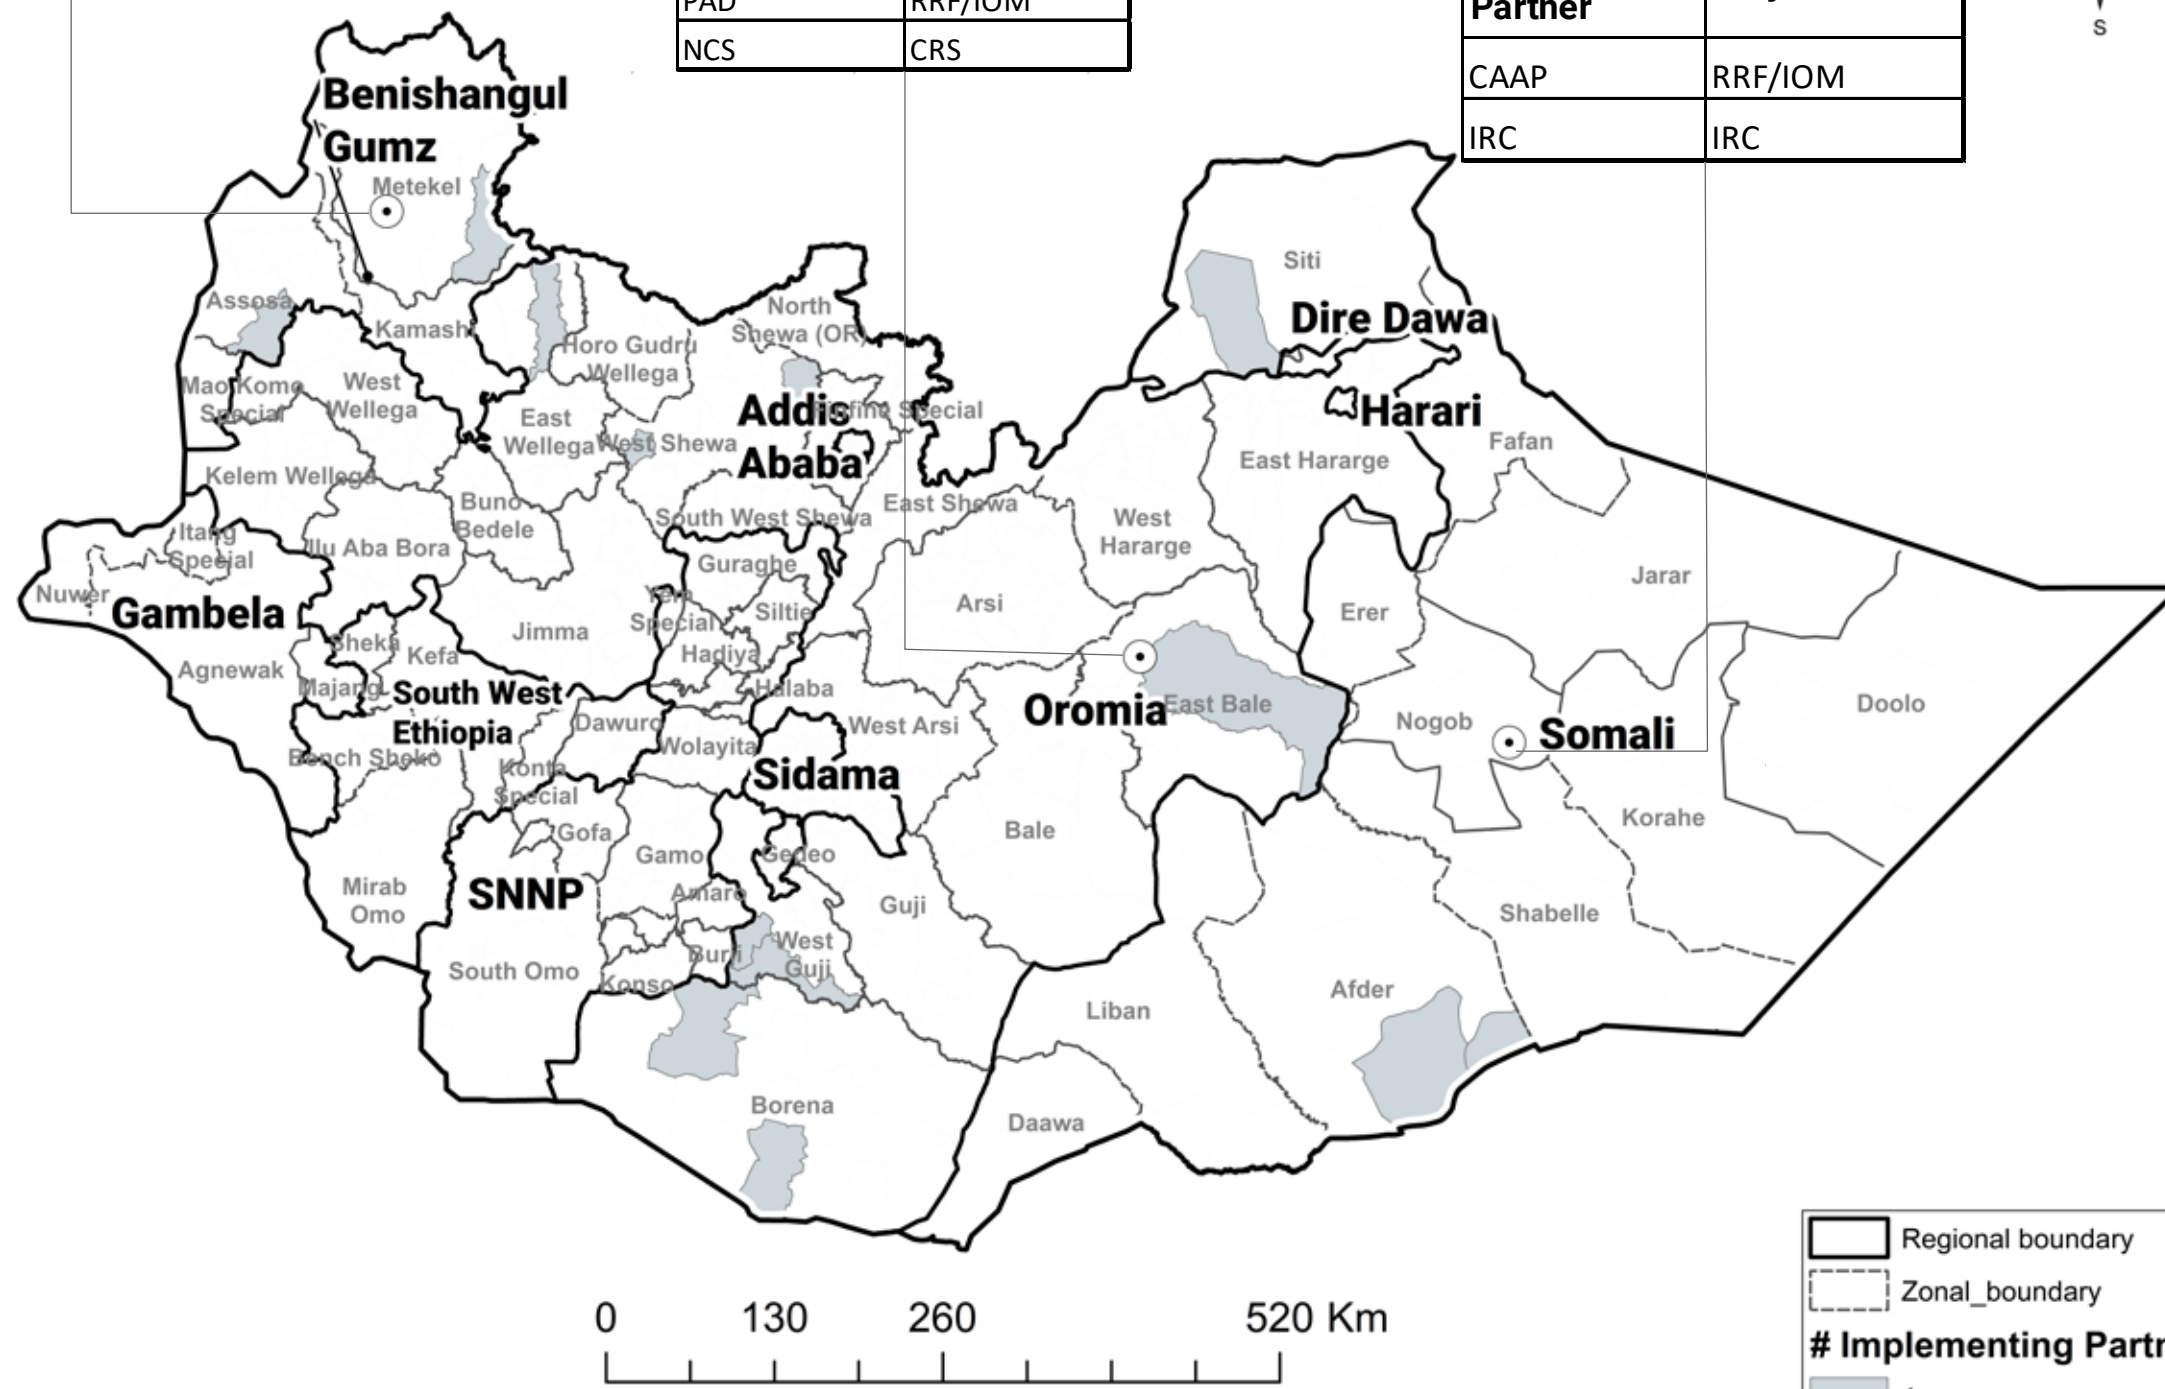 PAD RRF/IOM
NCS CRS
Partner
CAAP RRF/IOM
IRC IRC
S
Benishangul
Gumz
Metekel
Assosa
Kamashi
Mao Komo
Special
West
Wellega
Horo Gudru
Wellega
North
Shewa (OR)
East
Wellega
West Shewa
Addis
Ababa
Finfine Special
Kelem Wellega
Buno
Bedele
South West Shewa
East Shewa
Itang
Special
Ilu Aba Bora
Nuwer
Gambela
Agnewak
Sheka
Kefa
Majang
Jimma
Yem
Special
Guraghe
Siltie
Hadiya
Halaba
South West
Ethiopia
Bench Sheko
Dawuro
Wolayita
Konta
Special
Sidama
West Arsi
Arsi
Siti
Dire Dawa
Harari
East Hararge
West
Hararge
Fafan
Jarar
Erer
Oromia
East Bale
Nogob
Somali
Doolo
Korahe
Bale
Gofa
Gamo
Gedeo
Amaro
SNNP
Mirab
Omo
South Omo
Burji
Konso
West
Guji
Guji
Shabelle
Afder
Liban
Borena
Daawa
0 130 260 520 Km
Regional boundary
Zonal_boundary
# Implementing Partn